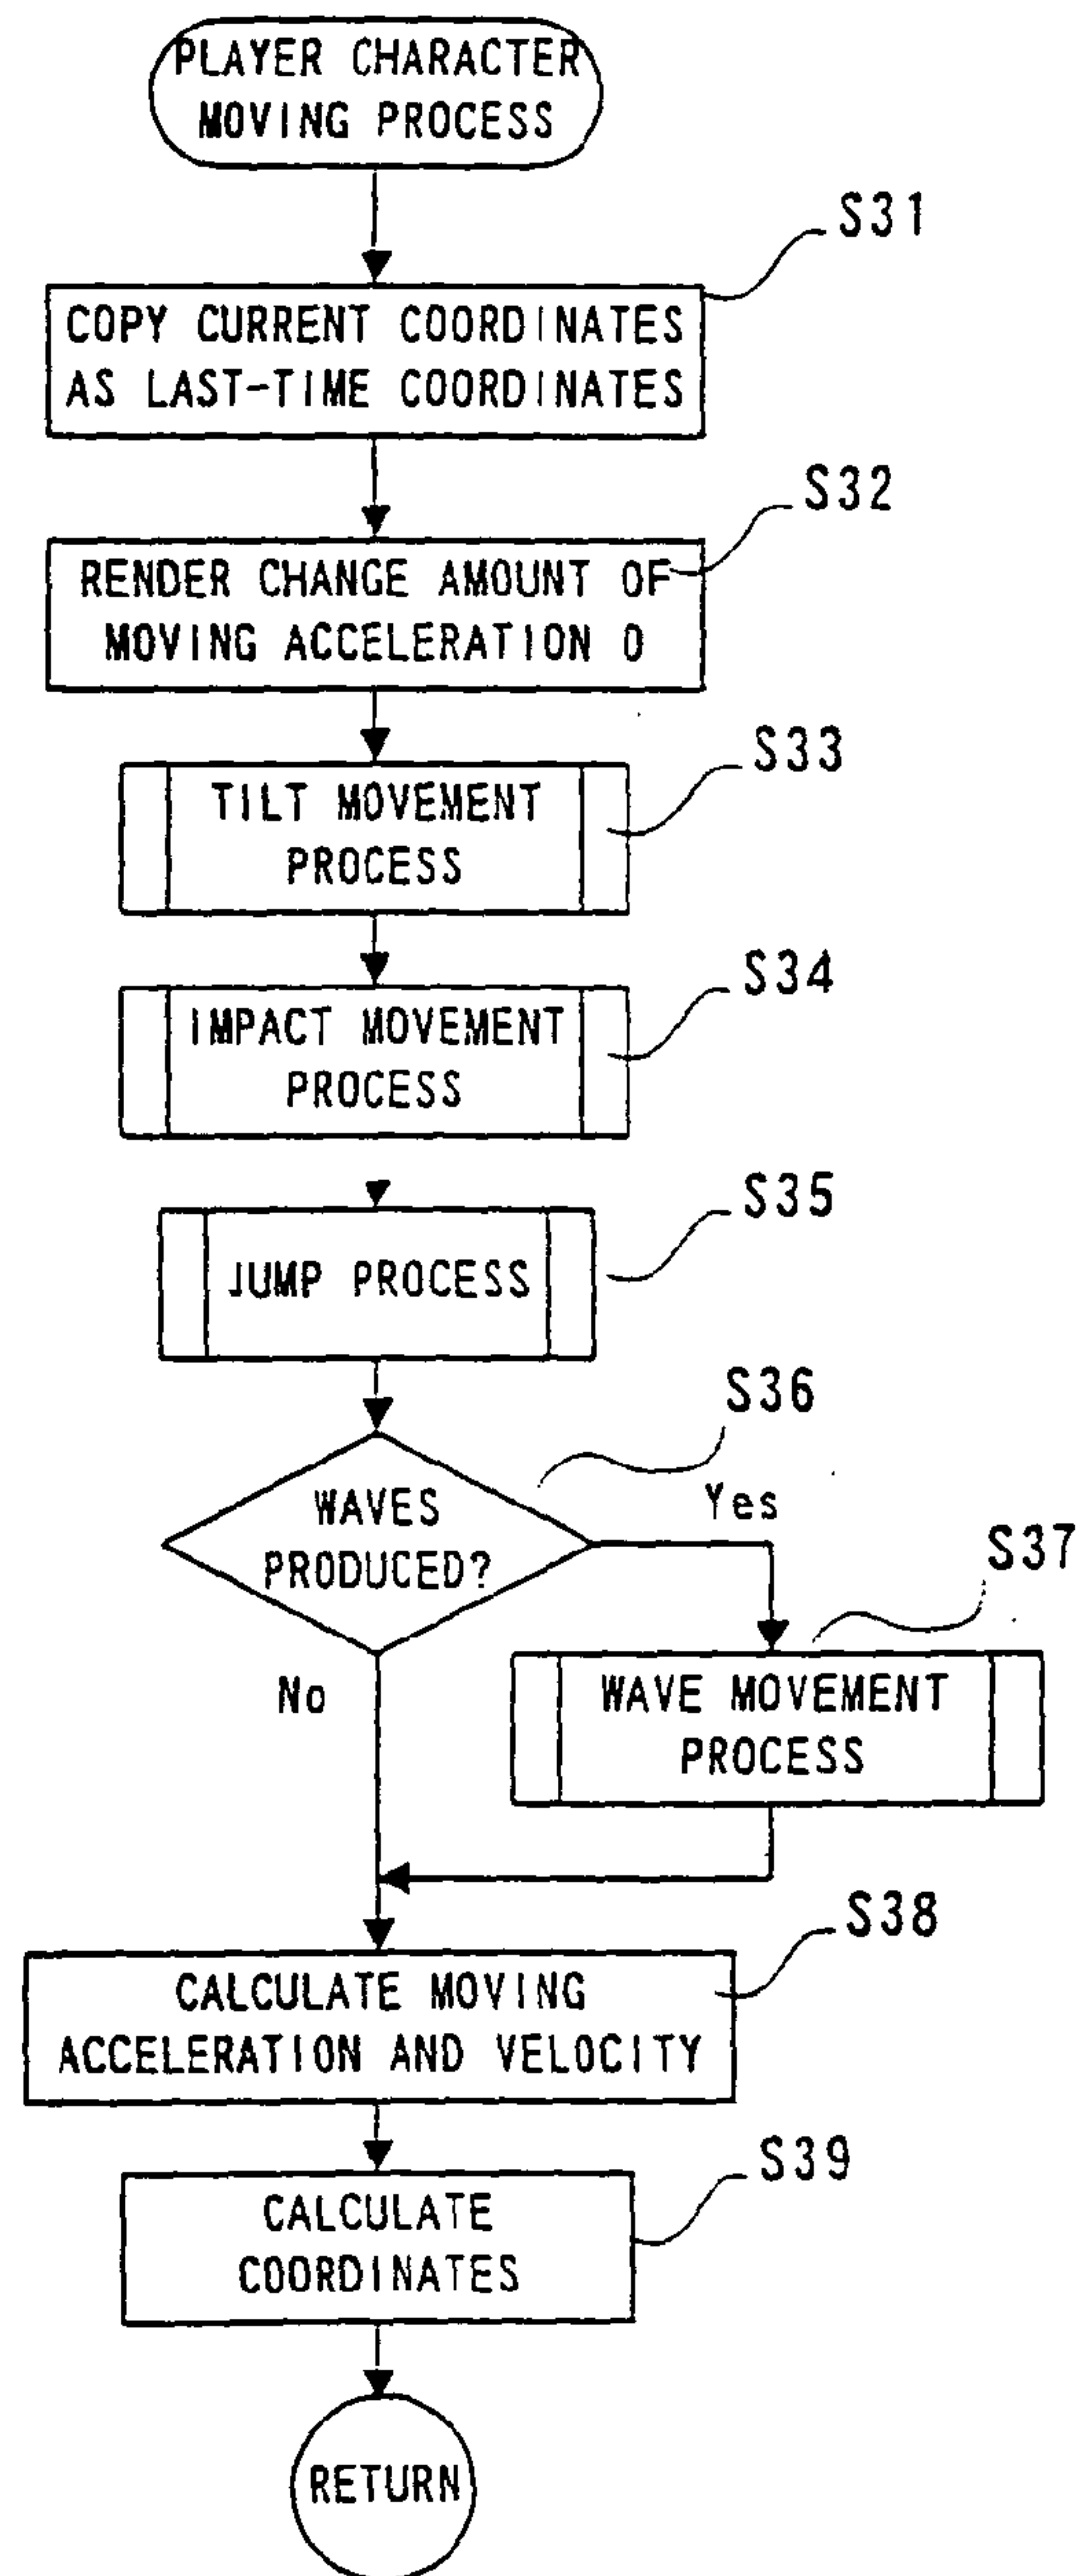 PLAYER CHARACTER
MOVING PROCESS
S31
COPY CURRENT COORDINATES
AS LAST-TIME COORDINATES
S32
RENDER CHANGE AMOUNT OF
MOVING ACCELERATION 0
S33
TILT MOVEMENT
PROCESS
S34
IMPACT MOVEMENT
PROCESS
S35
JUMP PROCESS
S36
WAVES
PRODUCED?
Yes
S37
No
WAVE MOVEMENT
PROCESS
S38
CALCULATE MOVING
ACCELERATION AND VELOCITY
S39
CALCULATE
COORDINATES
RETURN